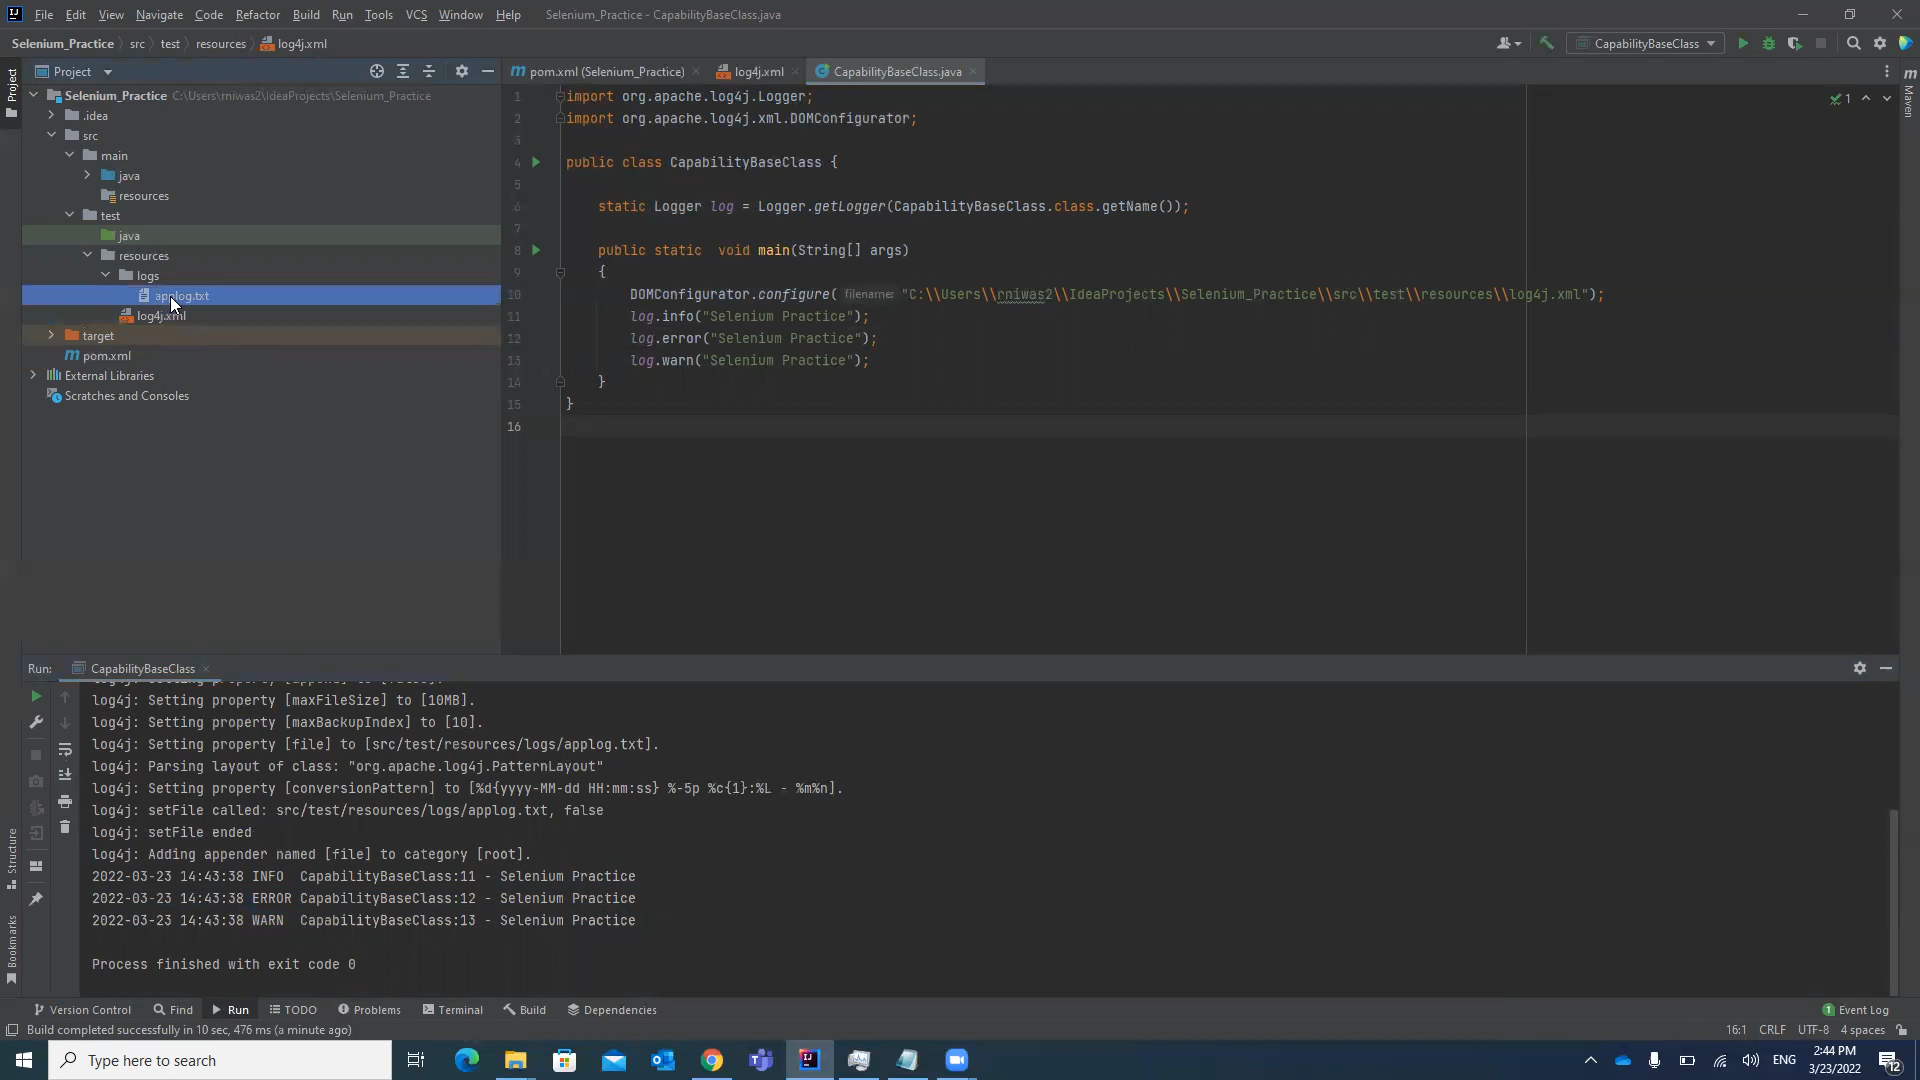 File Edit View Navigate Code Refactor Build Run Tools VCS Window Help Selenium_Practice - CapabilityBaseClass.java
Selenium_Practice src test resources log4j.xml CapabilityBaseClass
Project pom.xml (Selenium_Practice) log4j.xml CapabilityBaseClass.java
Project
Maven
Selenium_Practice C:\Users\rniwas2\IdeaProjects\Selenium_Practice
.idea
src
main
java
resources
test
java
resources
logs
applog.txt
log4j.xml
target
pom.xml
External Libraries
Scratches and Consoles
1
1 import org.apache.log4j.Logger;
2 import org.apache.log4j.xml.DOMConfigurator;
3
4 public class CapabilityBaseClass {
5
6 static Logger log = Logger.getLogger(CapabilityBaseClass.class.getName());
7
8 public static void main(String[] args)
9 {
10 DOMConfigurator.configure( filename: "C:\\Users\\rniwas2\\IdeaProjects\\Selenium_Practice\\src\\test\\resources\\log4j.xml");
11 log.info("Selenium Practice");
12 log.error("Selenium Practice");
13 log.warn("Selenium Practice");
14 }
15 }
16
Run: CapabilityBaseClass
log4j: Setting property [maxFileSize] to [10MB].
log4j: Setting property [maxBackupIndex] to [10].
log4j: Setting property [file] to [src/test/resources/logs/applog.txt].
log4j: Parsing layout of class: "org.apache.log4j.PatternLayout"
log4j: Setting property [conversionPattern] to [%d{yyyy-MM-dd HH:mm:ss} %-5p %c{1}:%L - %m%n].
log4j: setFile called: src/test/resources/logs/applog.txt, false
log4j: setFile ended
log4j: Adding appender named [file] to category [root].
2022-03-23 14:43:38 INFO CapabilityBaseClass:11 - Selenium Practice
2022-03-23 14:43:38 ERROR CapabilityBaseClass:12 - Selenium Practice
2022-03-23 14:43:38 WARN CapabilityBaseClass:13 - Selenium Practice
Process finished with exit code 0
Structure
Bookmarks
Version Control Find Run TODO Problems Terminal Build Dependencies 1 Event Log
Build completed successfully in 10 sec, 476 ms (a minute ago) 16:1 CRLF UTF-8 4 spaces
Type here to search ENG 2:44 PM
3/23/2022 12